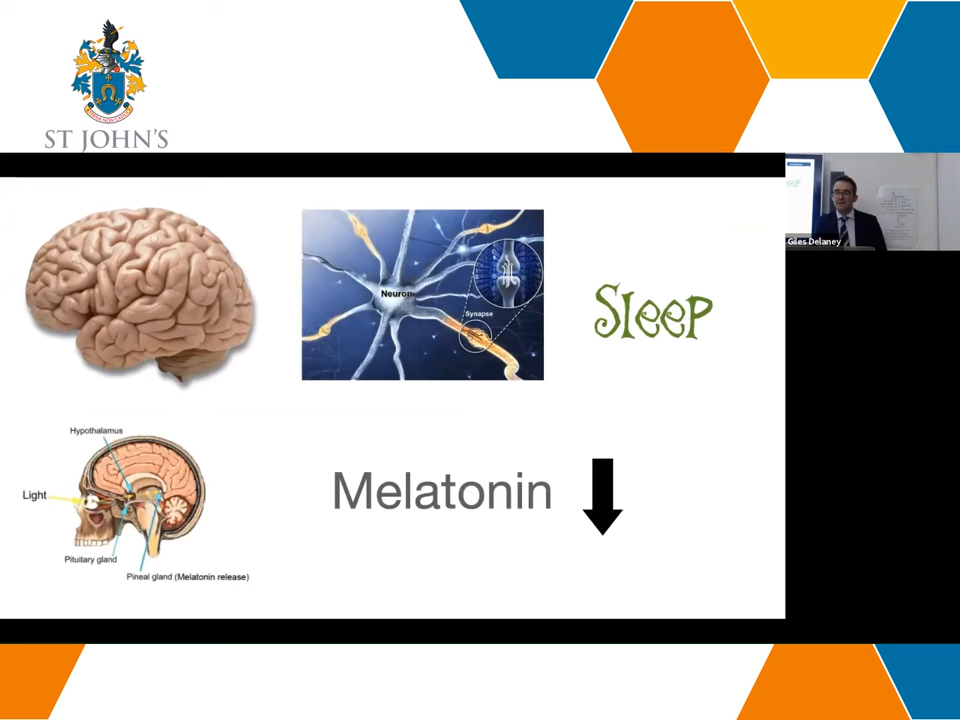 ST JOHN'S
Neuron
Synapse
Sleep
Giles Delaney
Hypothalamus
Light
Pituitary gland
Pineal gland (Melatonin release)
Melatonin